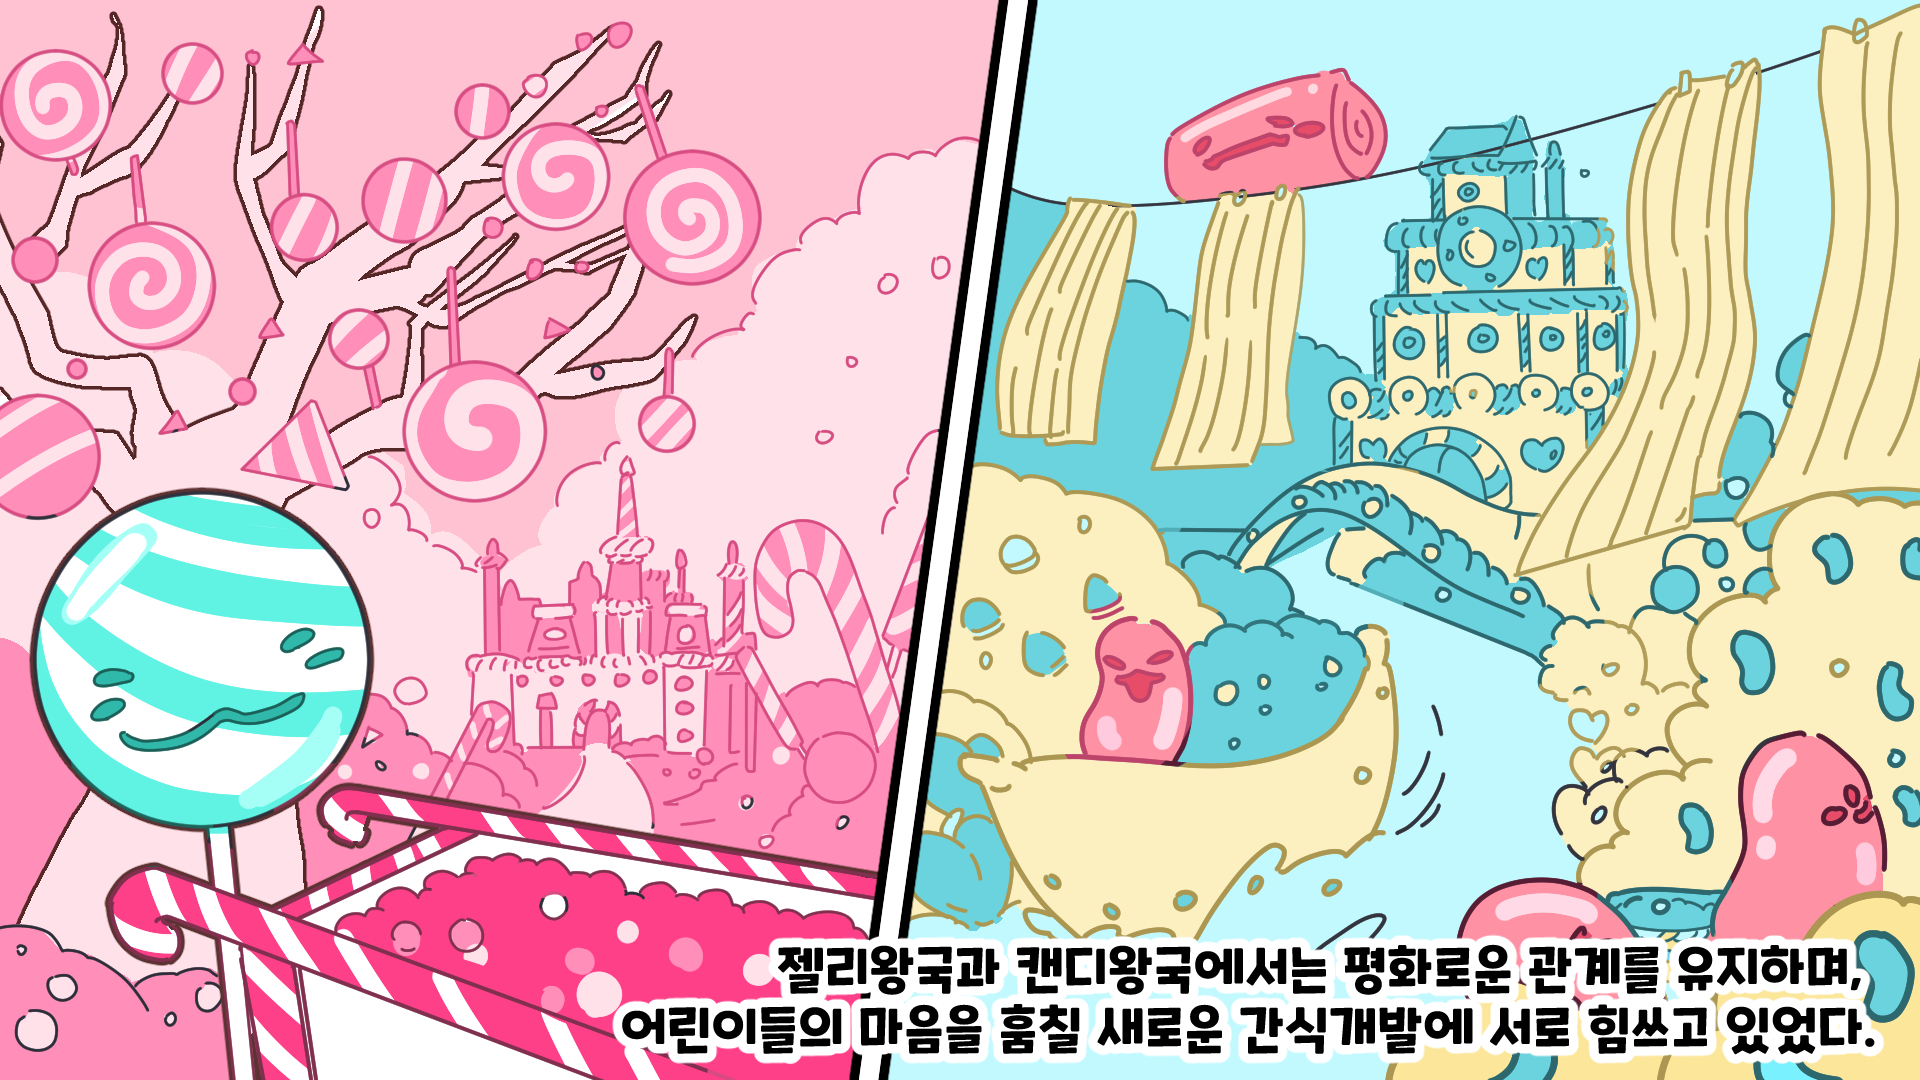 젤리왕국과 캔디왕국에서는 평화로운 관계를 유지하며,
어린이들의 마음을 훔칠 새로운 간식개발에 서로 힘쓰고 있었다.